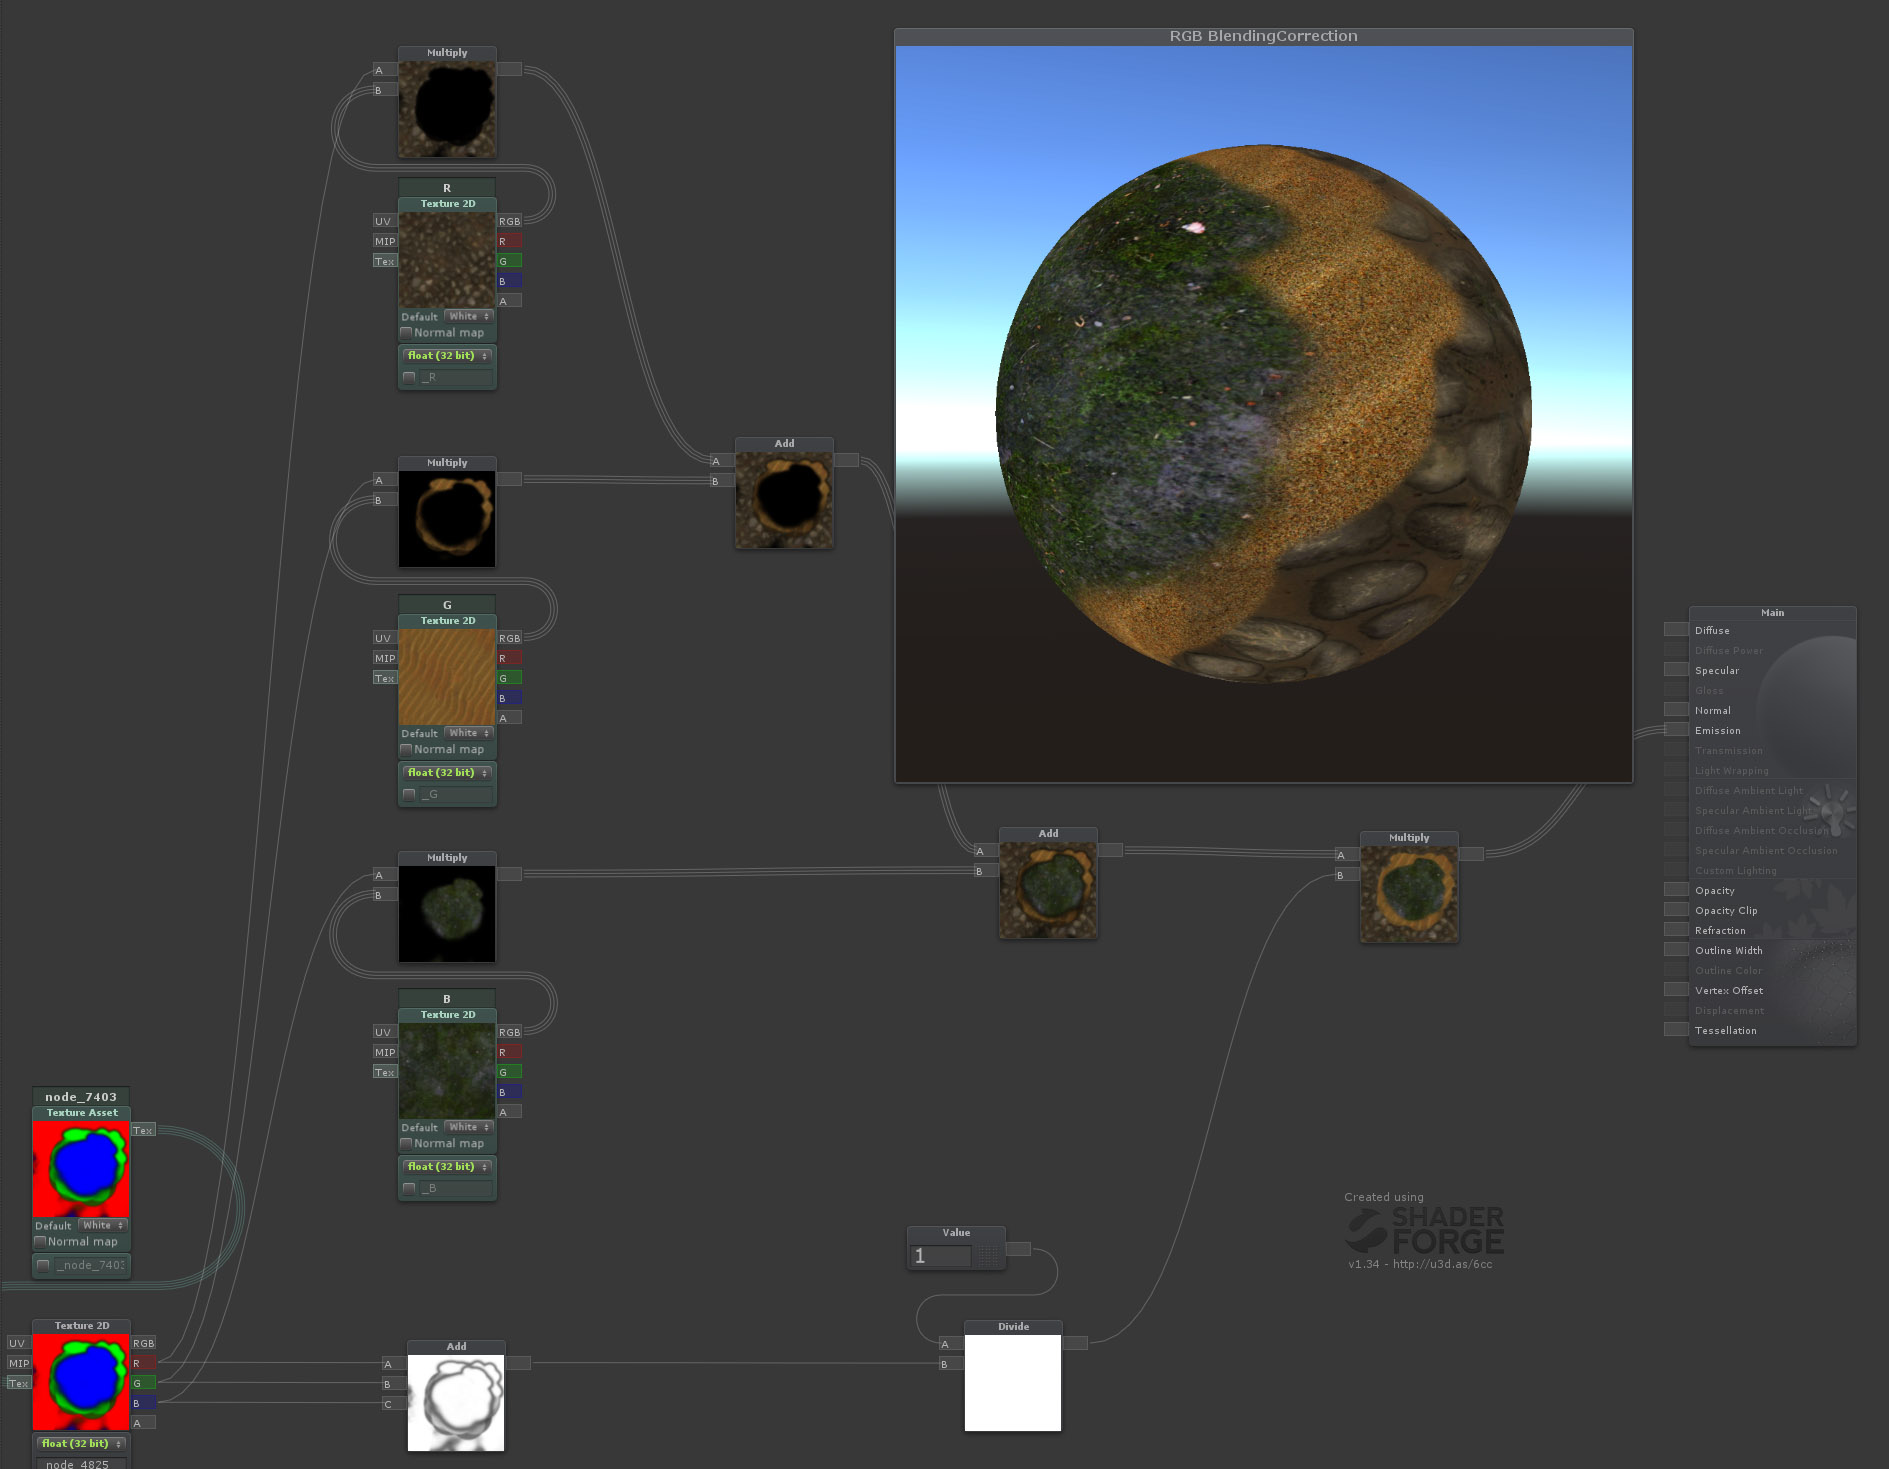 RGB BlendingCorrection
Multiply
A
B
R
Texture 2D
UV RGB
MIP R
Tex G
B
A
Default White
Normal map
float (32 bit)
_R
Multiply
A
B
Add
A
B
G
Texture 2D
UV RGB
MIP R
Tex G
B
A
Default White
Normal map
float (32 bit)
_G
Main
Diffuse
Diffuse Power
Specular
Gloss
Normal
Emission
Transmission
Light Wrapping
Diffuse Ambient Light
Specular Ambient Light
Diffuse Ambient Occlusion
Specular Ambient Occlusion
Custom Lighting
Opacity
Opacity Clip
Refraction
Outline Width
Outline Color
Vertex Offset
Displacement
Tessellation
Multiply
A
B
Add
A
B
Multiply
A
B
B
Texture 2D
UV RGB
MIP R
Tex G
B
A
Default White
Normal map
float (32 bit)
_B
node_7403
Texture Asset
Tex
Default White
Normal map
_node_7403
Texture 2D
UV RGB
MIP R
Tex G
B
A
float (32 bit)
node_4825
Add
A
B
C
Value
1
Divide
A
B
Created using
SHADER
FORGE
v1.34 - http://u3d.as/6cc